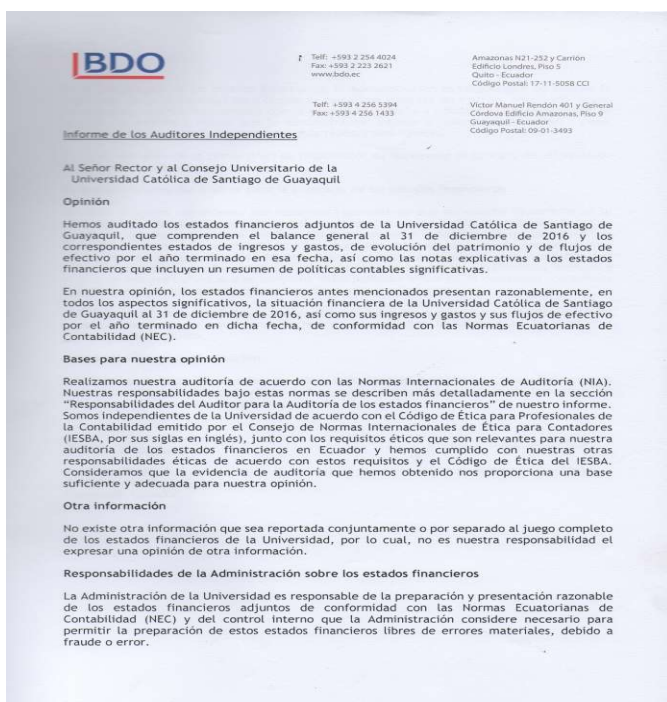 BDO
Telf: +593 2 254 4024
Fax: +593 2 223 2621
www.bdo.ec
Amazonas N21-252 y Carrión
Edificio Londres, Piso 5
Quito - Ecuador
Código Postal: 17-11-5058 CCI
Telf: +593 4 256 5394
Fax: +593 4 256 1433
Víctor Manuel Rendón 401 y General
Córdova Edificio Amazonas, Piso 9
Guayaquil - Ecuador
Código Postal: 09-01-3493
Informe de los Auditores Independientes
Al Señor Rector y al Consejo Universitario de la
Universidad Católica de Santiago de Guayaquil
Opinión
Hemos auditado los estados financieros adjuntos de la Universidad Católica de Santiago de
Guayaquil, que comprenden el balance general al 31 de diciembre de 2016 y los
correspondientes estados de ingresos y gastos, de evolución del patrimonio y de flujos de
efectivo por el año terminado en esa fecha, así como las notas explicativas a los estados
financieros que incluyen un resumen de políticas contables significativas.
En nuestra opinión, los estados financieros antes mencionados presentan razonablemente, en
todos los aspectos significativos, la situación financiera de la Universidad Católica de Santiago
de Guayaquil al 31 de diciembre de 2016, así como sus ingresos y gastos y sus flujos de efectivo
por el año terminado en dicha fecha, de conformidad con las Normas Ecuatorianas de
Contabilidad (NEC).
Bases para nuestra opinión
Realizamos nuestra auditoría de acuerdo con las Normas Internacionales de Auditoría (NIA).
Nuestras responsabilidades bajo estas normas se describen más detalladamente en la sección
"Responsabilidades del Auditor para la Auditoría de los estados financieros" de nuestro informe.
Somos independientes de la Universidad de acuerdo con el Código de Ética para Profesionales de
la Contabilidad emitido por el Consejo de Normas Internacionales de Ética para Contadores
(IESBA, por sus siglas en inglés), junto con los requisitos éticos que son relevantes para nuestra
auditoría de los estados financieros en Ecuador y hemos cumplido con nuestras otras
responsabilidades éticas de acuerdo con estos requisitos y el Código de Ética del IESBA.
Consideramos que la evidencia de auditoría que hemos obtenido nos proporciona una base
suficiente y adecuada para nuestra opinión.
Otra información
No existe otra información que sea reportada conjuntamente o por separado al juego completo
de los estados financieros de la Universidad, por lo cual, no es nuestra responsabilidad el
expresar una opinión de otra información.
Responsabilidades de la Administración sobre los estados financieros
La Administración de la Universidad es responsable de la preparación y presentación razonable
de los estados financieros adjuntos de conformidad con las Normas Ecuatorianas de
Contabilidad (NEC) y del control interno que la Administración considere necesario para
permitir la preparación de estos estados financieros libres de errores materiales, debido a
fraude o error.